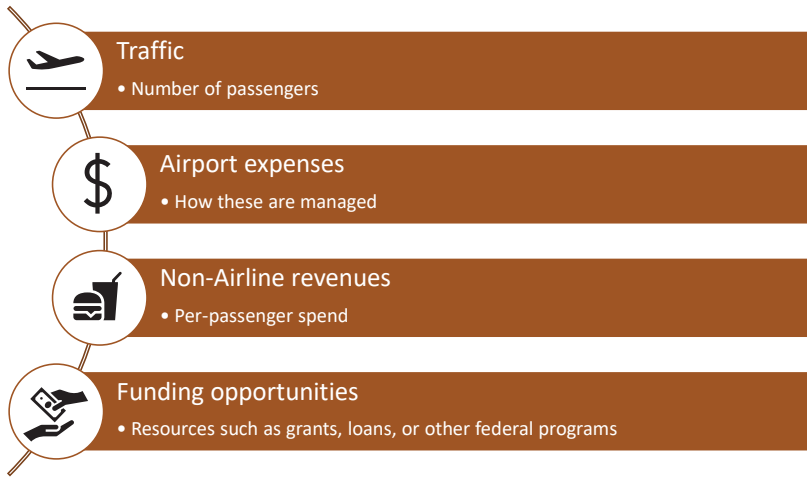 Traffic
• Number of passengers
Airport expenses
• How these are managed
Non-Airline revenues
• Per-passenger spend
Funding opportunities
• Resources such as grants, loans, or other federal programs